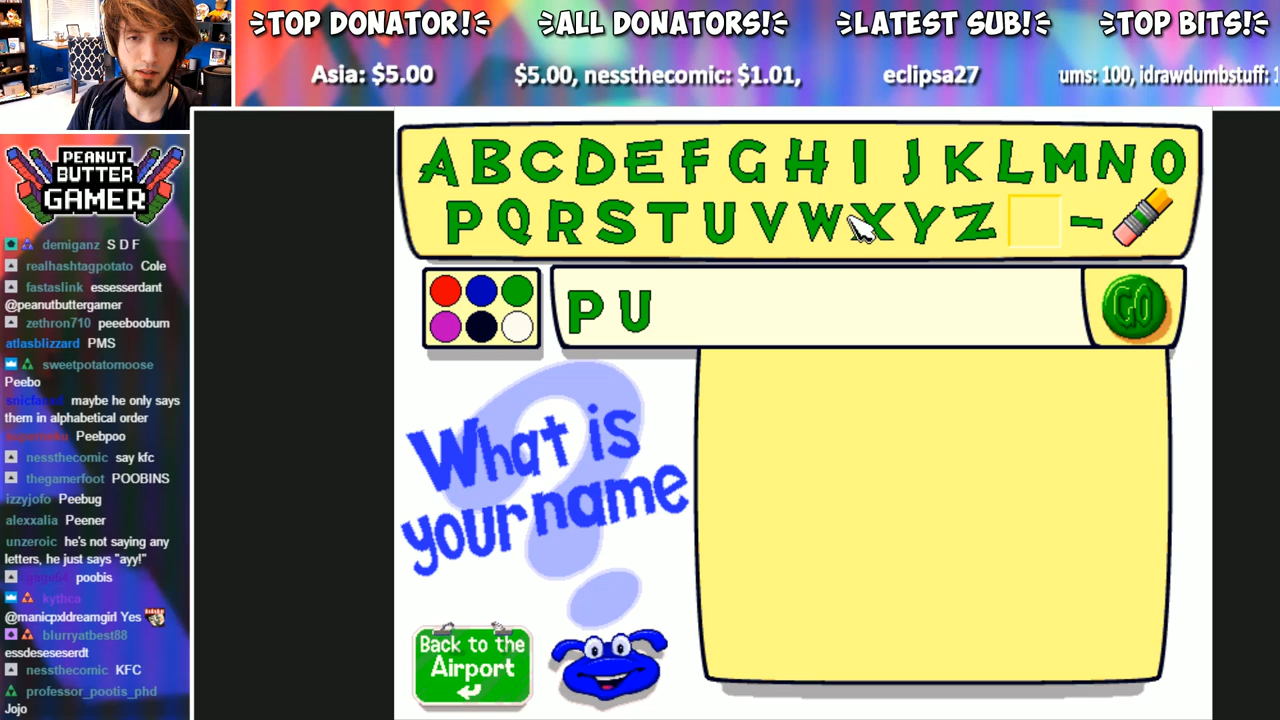 TOP DONATOR! ALL DONATORS! LATEST SUB! TOP BITS!
Asia: $5.00 $5.00, nessthecomic: $1.01, eclipsa27 ums: 100, idrawdumbstuff: 1
PEANUT
BUTTER
GAMER
demiganz S D F
realhashtagpotato Cole
fastaslink essesserdant
@peanutbuttergamer
zethron710 peeeboobum
atlasblizzard PMS
sweetpotatomoose
Peebo
maybe he only says
them in alphabetical order
Peebpoo
nessthecomic say kfc
thegamerfoot POOBINS
izzyjofo Peebug
alexxalia Peener
unzeroic he's not saying any
letters, he just says "ayy!"
poobis
kythca
@manicpxldreamgirl Yes
blurryatbest88
essdeseseserdt
nessthecomic KFC
professor_pootis_phd
Jojo
A B C D E F G H I J K L M N O
P Q R S T U V W X Y Z -
P U
GO
What is
your name
?
Back to the
Airport